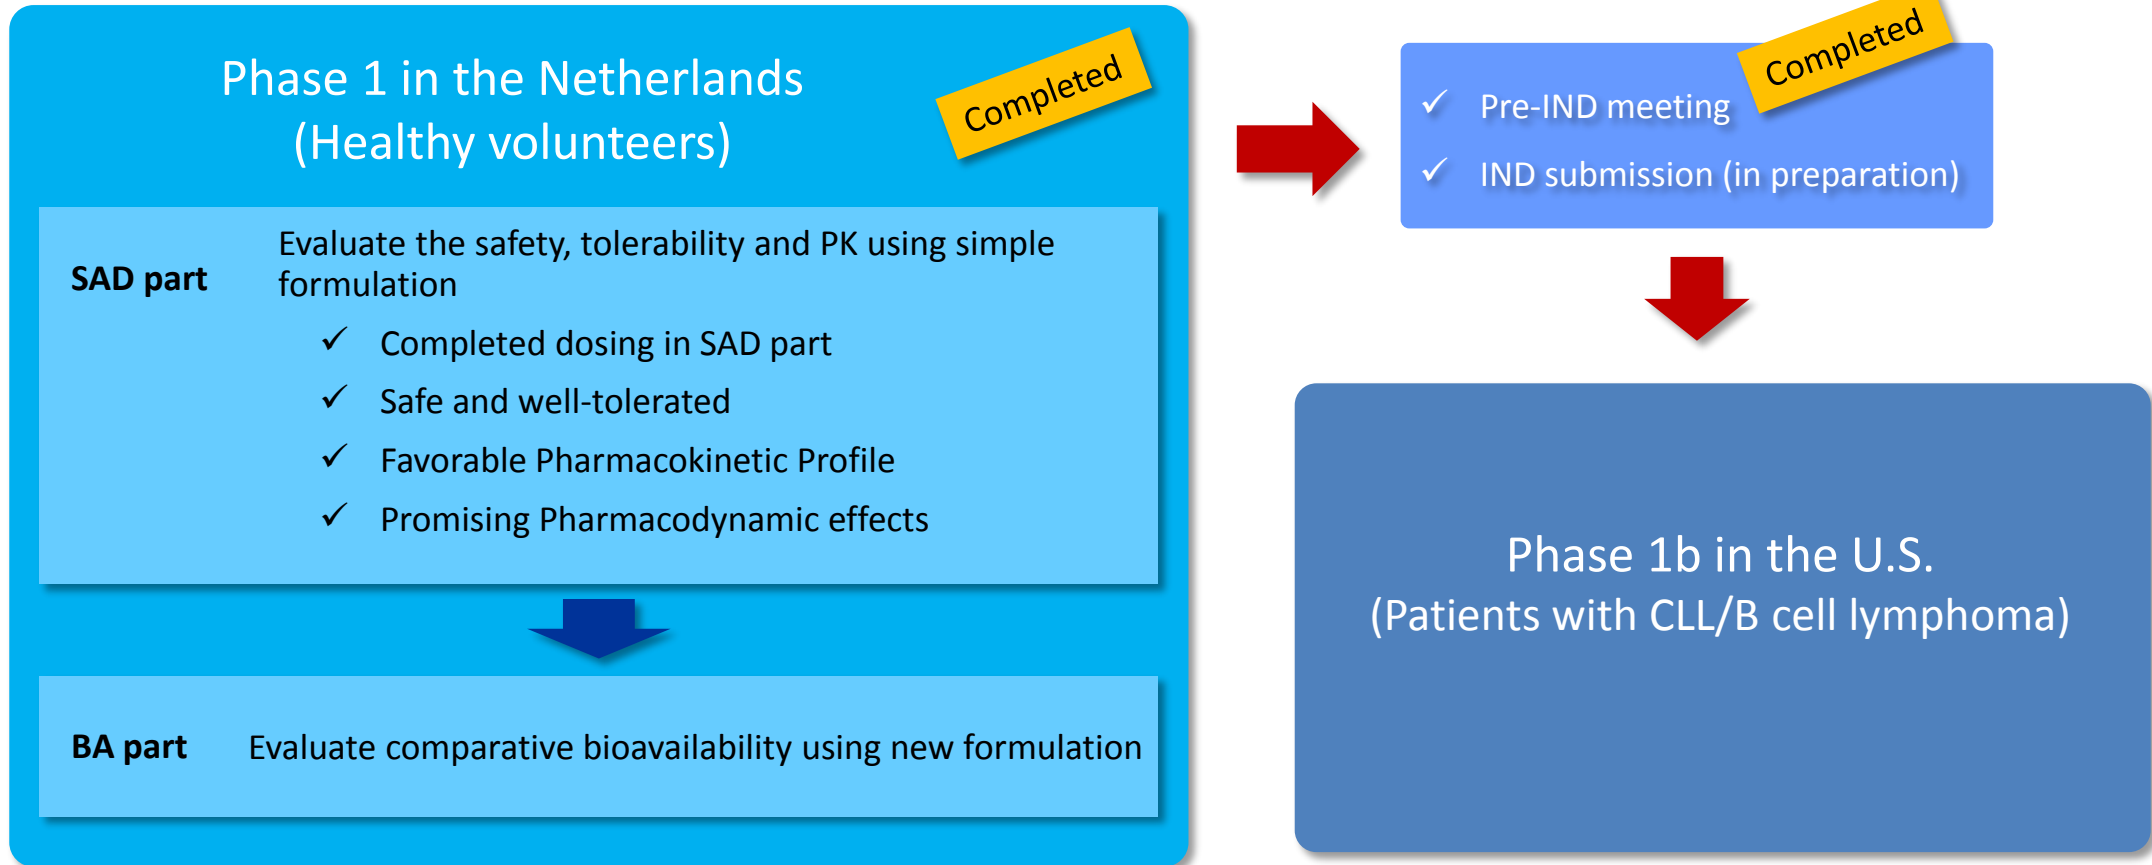 Phase 1 in the Netherlands
(Healthy volunteers)
Completed
SAD part
Evaluate the safety, tolerability and PK using simple
formulation
✓ Completed dosing in SAD part
✓ Safe and well-tolerated
✓ Favorable Pharmacokinetic Profile
✓ Promising Pharmacodynamic effects
BA part
Evaluate comparative bioavailability using new formulation
Completed
✓ Pre-IND meeting
✓ IND submission (in preparation)
Phase 1b in the U.S.
(Patients with CLL/B cell lymphoma)